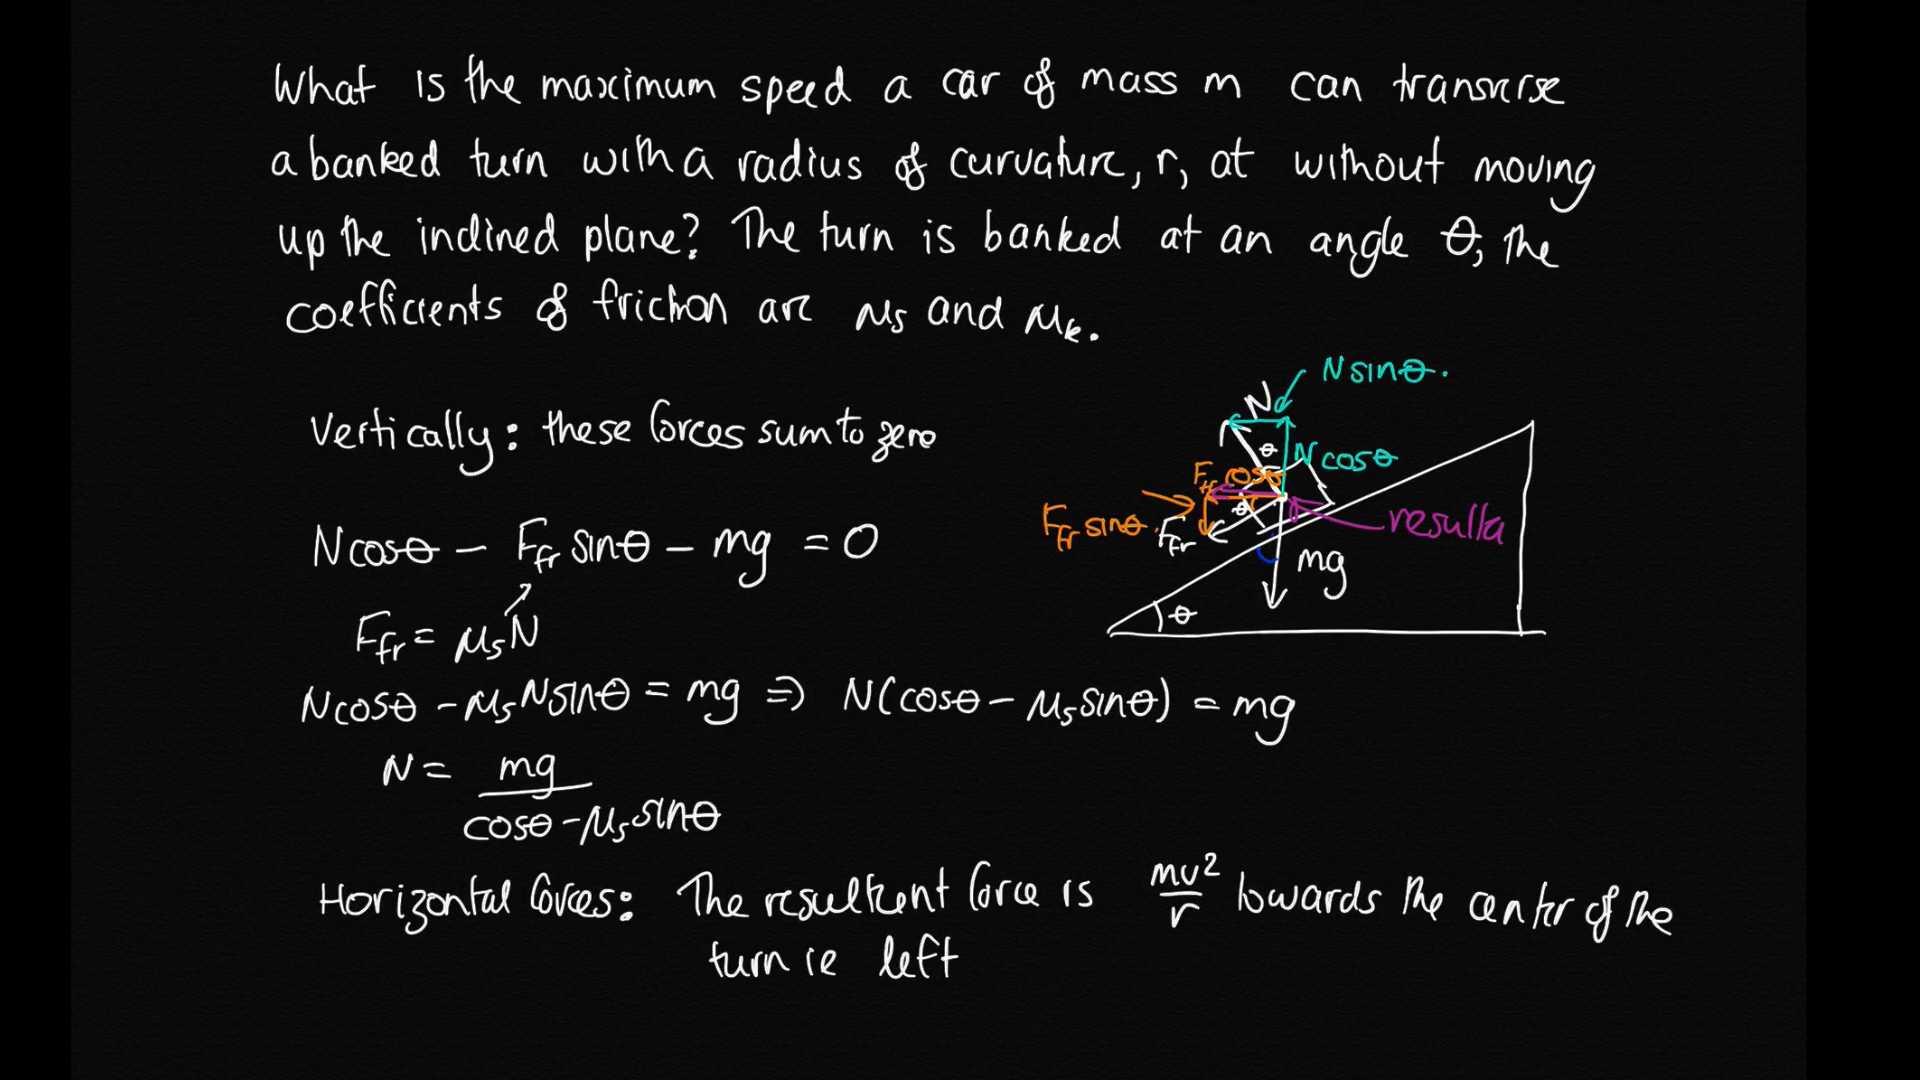 What is the maximum speed a car of mass m can transverse
a banked turn with a radius of curvature, r, at without moving
up the inclined plane? The turn is banked at an angle θ, the
coefficients of friction are μs and μk.
N sinθ.
N
Vertically: these forces sum to zero
θ
N cosθ
Ffr cosθ
Ffr sinθ.
θ
Ffr
resulta
N cosθ - Ffr sinθ - mg = 0
mg
θ
Ffr = μsN
N cosθ - μsN sinθ = mg ⇒ N(cosθ - μs sinθ) = mg
N = mg
cosθ - μs sinθ
Horizontal forces: The resultent force is mv²/r towards the center of the
turn ie left